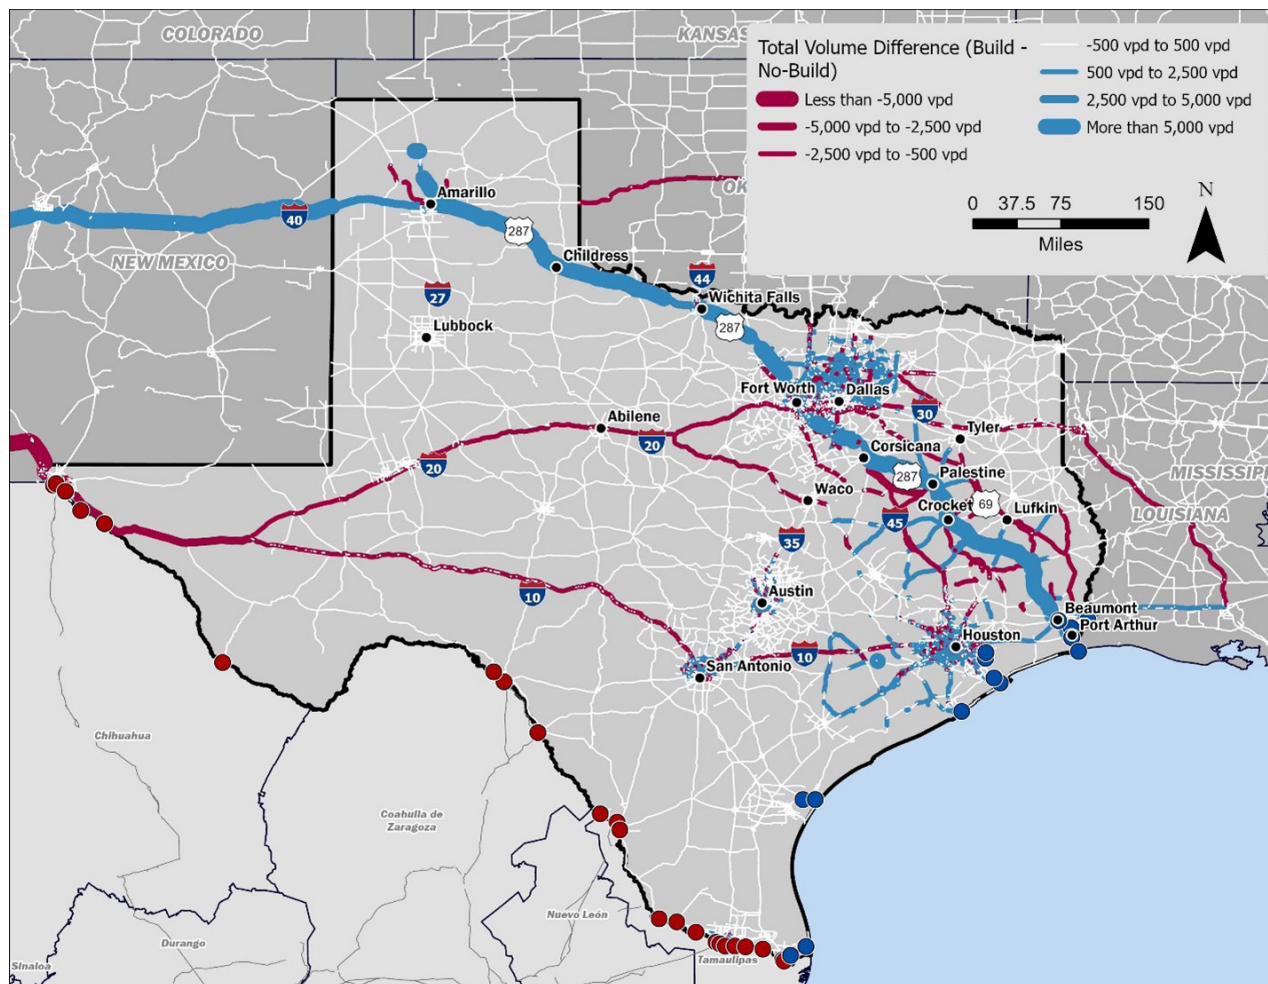 COLORADO
KANSAS
Total Volume Difference (Build -
No-Build)
Less than -5,000 vpd
-5,000 vpd to -2,500 vpd
-2,500 vpd to -500 vpd
-500 vpd to 500 vpd
500 vpd to 2,500 vpd
2,500 vpd to 5,000 vpd
More than 5,000 vpd
0 37.5 75 150
Miles
N
OK
Amarillo
40
287
NEW MEXICO
Childress
44
27
Wichita Falls
287
Lubbock
Fort Worth
Dallas
30
Abilene
20
Tyler
Corsicana
20
MISSISSIPPI
287
Palestine
Waco
Crocket
69
Lufkin
45
LOUISIANA
35
10
Austin
Beaumont
Port Arthur
Houston
10
San Antonio
Chihuahua
Coahuila de
Zaragoza
Nuevo León
Durango
Tamaulipas
Sinaloa